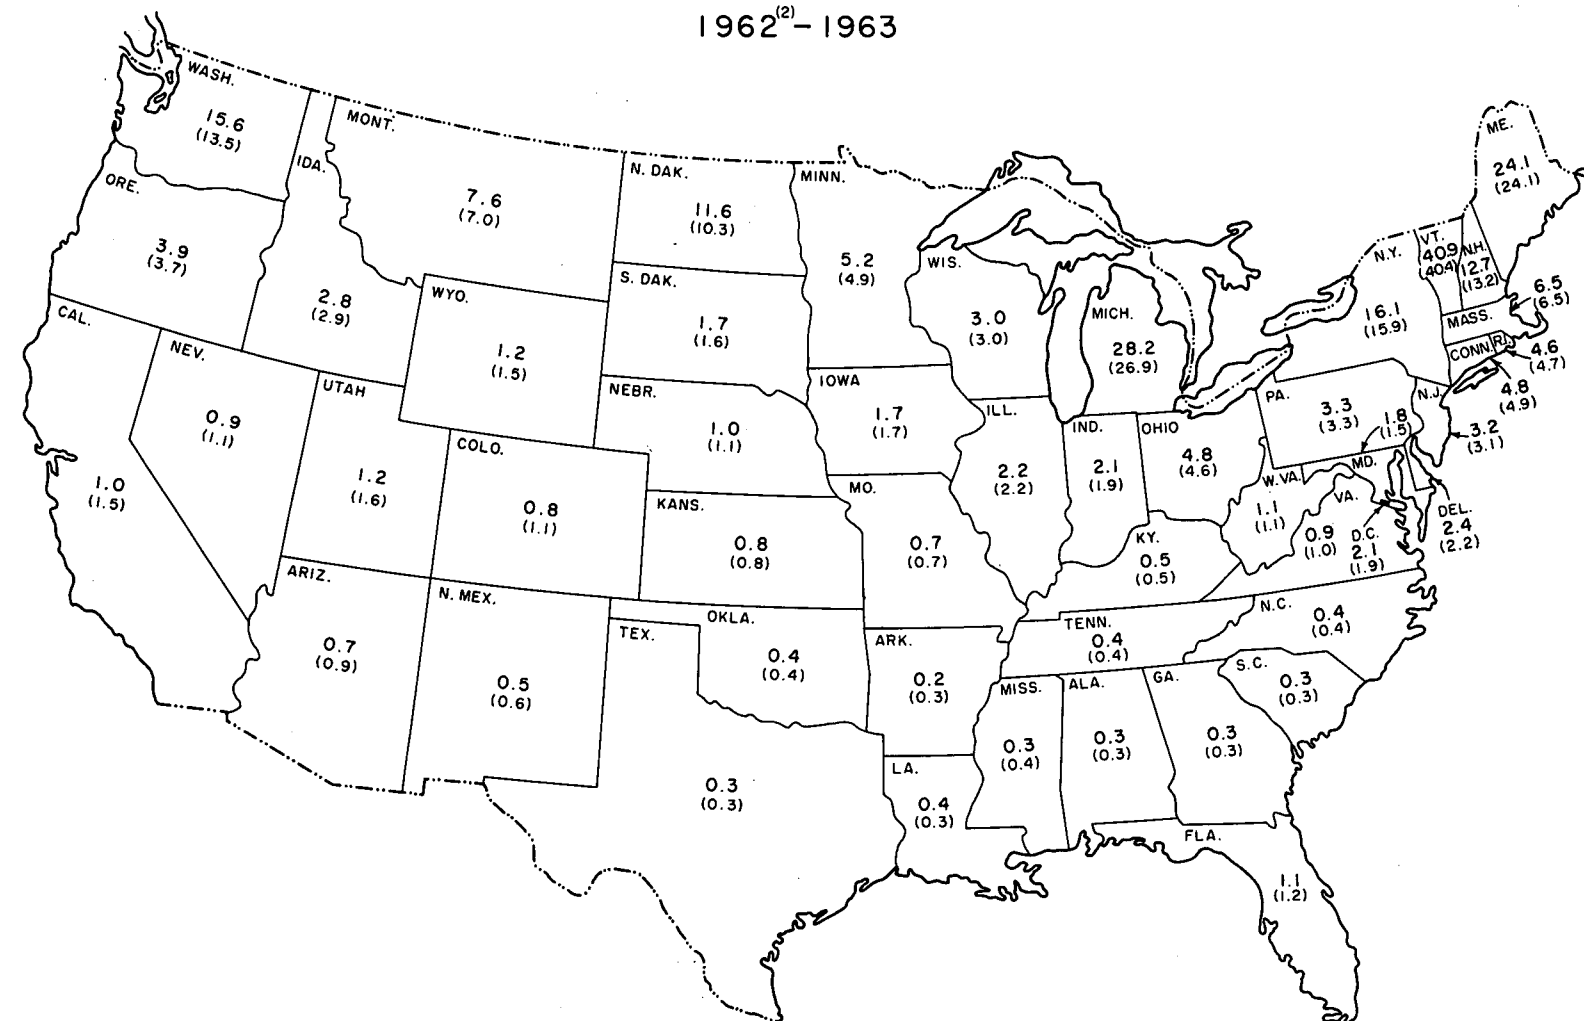 1962(2)-1963
WASH.
15.6
(13.5)
ORE.
3.9
(3.7)
IDA.
2.8
(2.9)
MONT.
7.6
(7.0)
N. DAK.
11.6
(10.3)
MINN.
5.2
(4.9)
S. DAK.
1.7
(1.6)
WYO.
1.2
(1.5)
CAL.
1.0
(1.5)
NEV.
0.9
(1.1)
UTAH
1.2
(1.6)
COLO.
0.8
(1.1)
NEBR.
1.0
(1.1)
KANS.
0.8
(0.8)
IOWA
1.7
(1.7)
MO.
0.7
(0.7)
WIS.
3.0
(3.0)
MICH.
28.2
(26.9)
ILL.
2.2
(2.2)
IND.
2.1
(1.9)
OHIO
4.8
(4.6)
KY.
0.5
(0.5)
W.VA.
1.1
(1.1)
VA.
0.9
(1.0)
D.C.
2.1
(1.9)
DEL.
2.4
(2.2)
MD.
1.8
(1.5)
PA.
3.3
(3.3)
N.J.
3.2
(3.1)
N.Y.
16.1
(15.9)
VT.
40.9
(40.4)
N.H.
12.7
(13.2)
ME.
24.1
(24.1)
MASS.
6.5
(6.5)
CONN.
4.8
(4.9)
R.I.
4.6
(4.7)
ARIZ.
0.7
(0.9)
N. MEX.
0.5
(0.6)
TEX.
0.3
(0.3)
OKLA.
0.4
(0.4)
ARK.
0.2
(0.3)
LA.
0.4
(0.3)
MISS.
0.3
(0.4)
ALA.
0.3
(0.3)
GA.
0.3
(0.3)
TENN.
0.4
(0.4)
N.C.
0.4
(0.4)
S.C.
0.3
(0.3)
FLA.
1.1
(1.2)